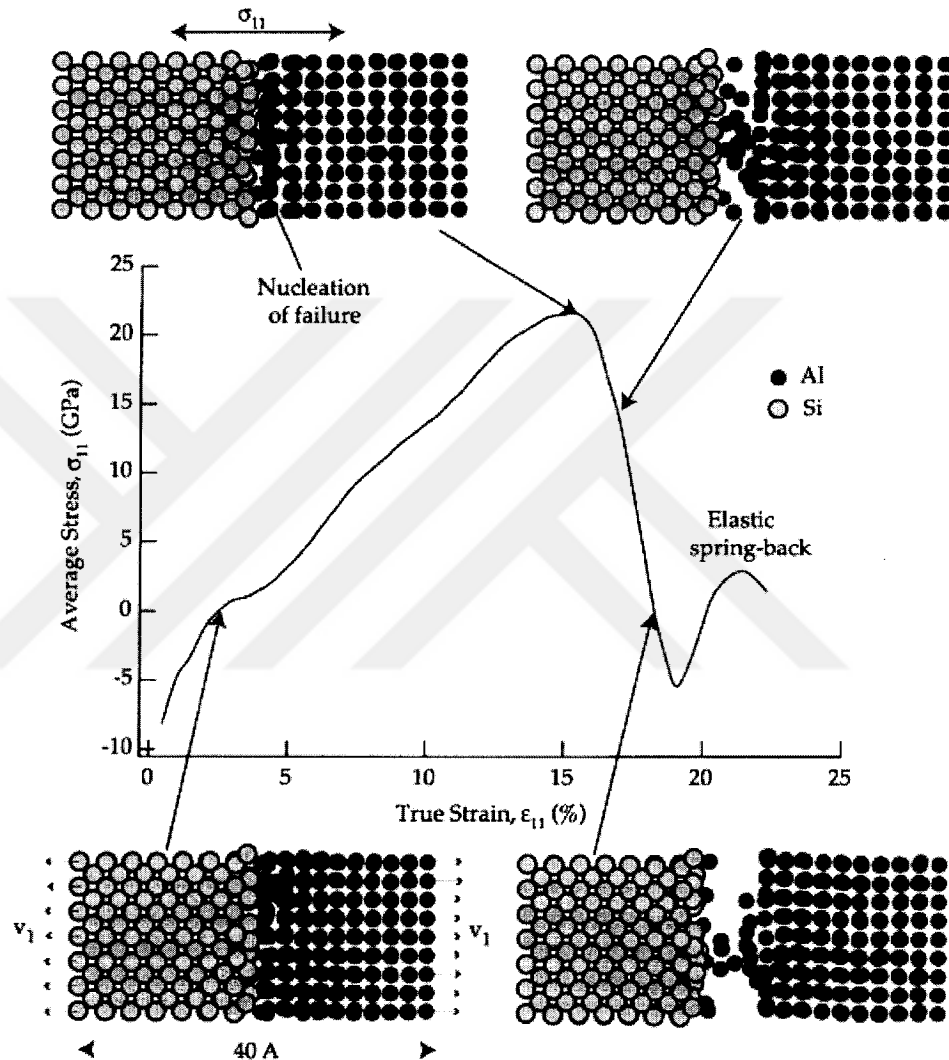 σ₁₁
Nucleation
of failure
25
20
15
10
5
0
-5
-10
Average Stress, σ₁₁ (GPa)
Al
Si
Elastic
spring-back
0
5
10
15
20
25
True Strain, ε₁₁ (%)
v₁
v₁
40 A